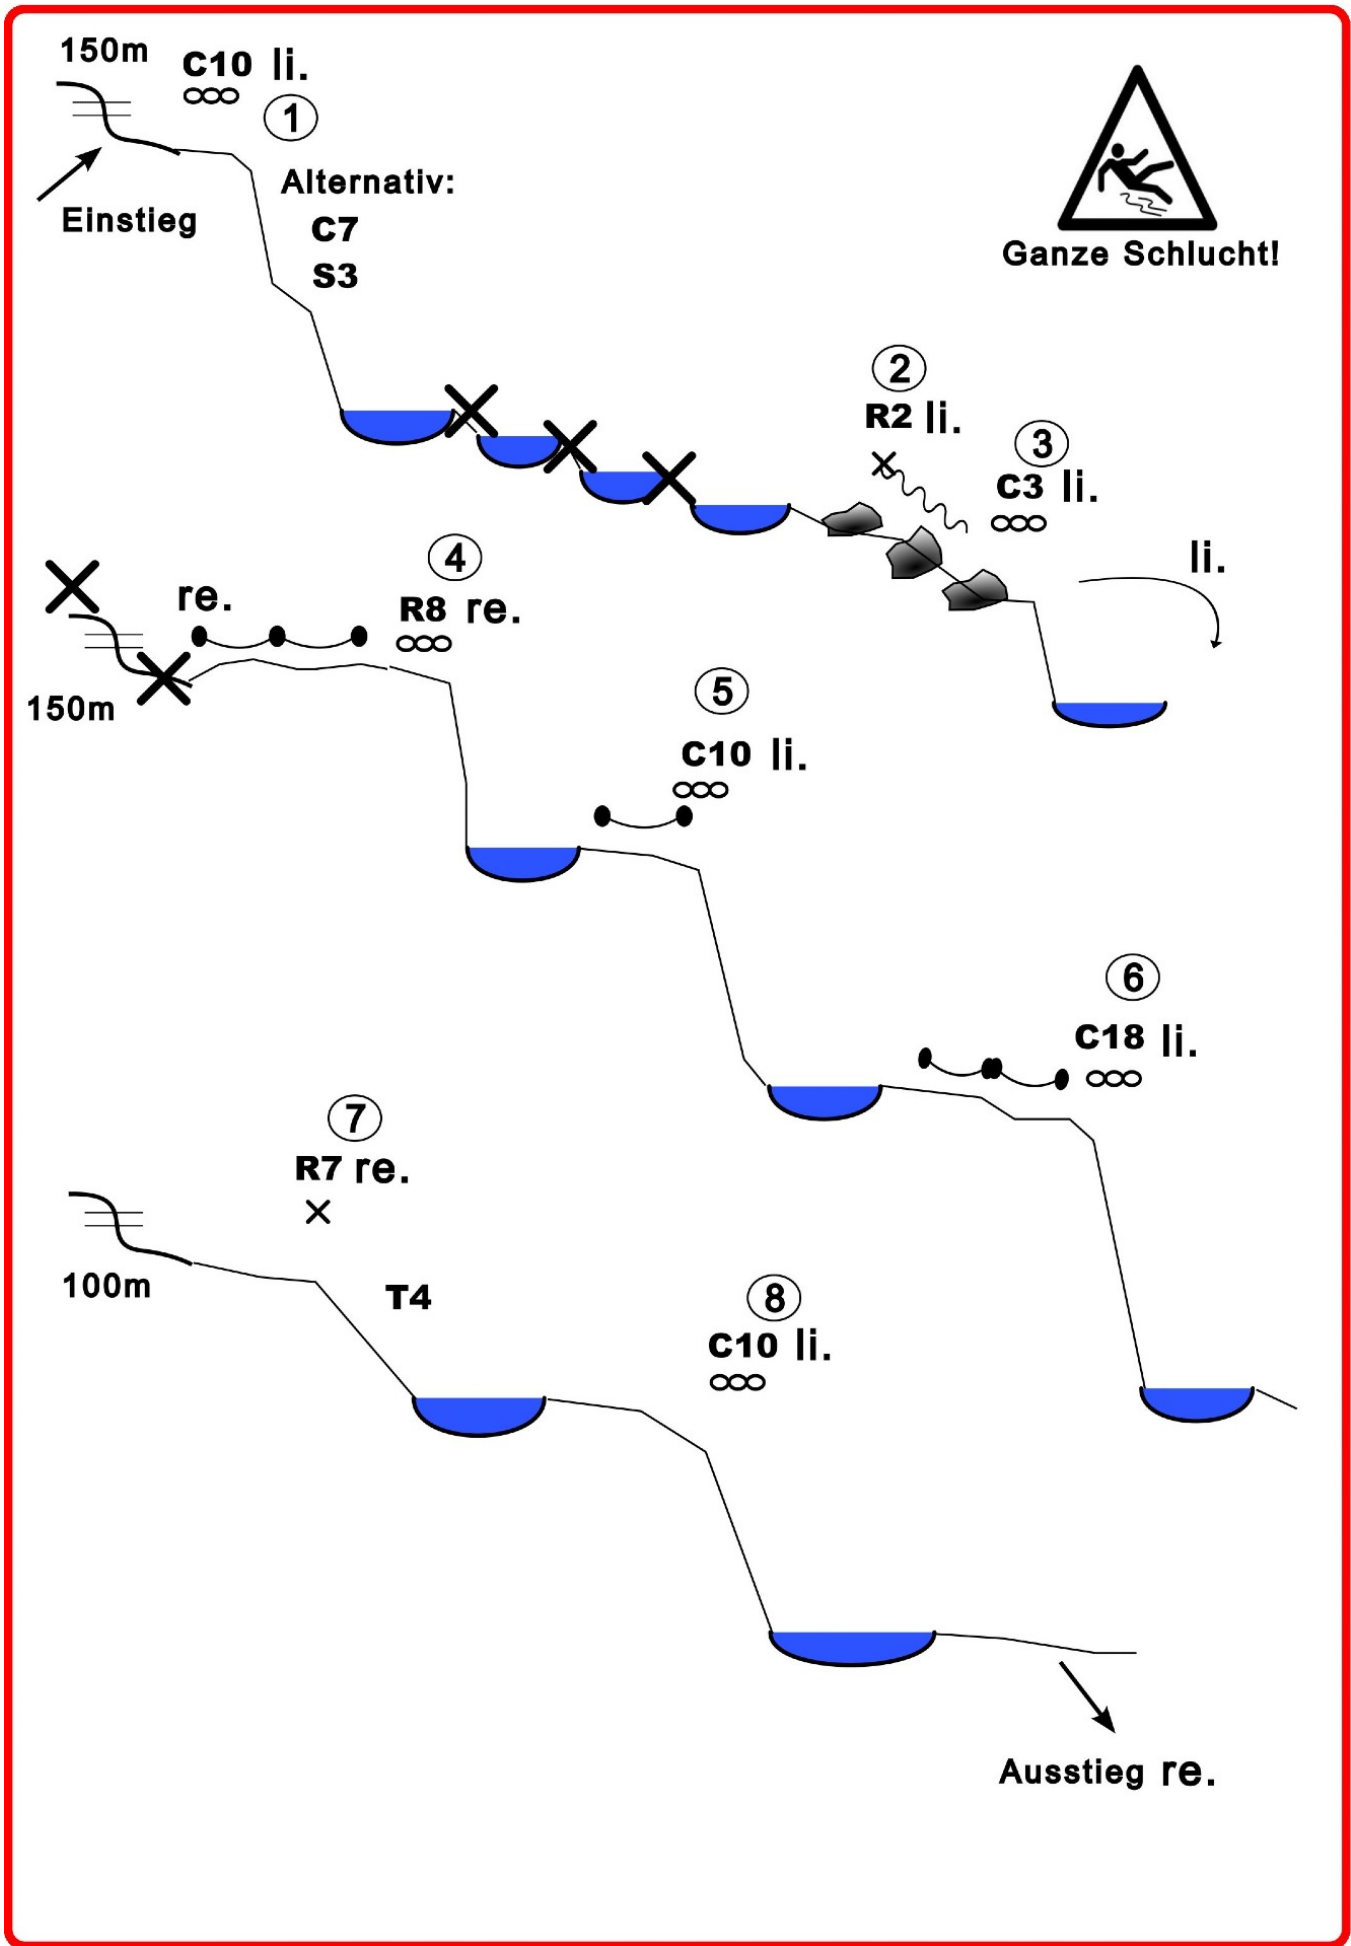 150m
C10 li.
1
Einstieg
Alternativ:
C7
S3
Ganze Schlucht!
2
R2 li.
3
C3 li.
li.
150m
re.
4
R8 re.
5
C10 li.
6
C18 li.
7
R7 re.
100m
T4
8
C10 li.
Ausstieg re.